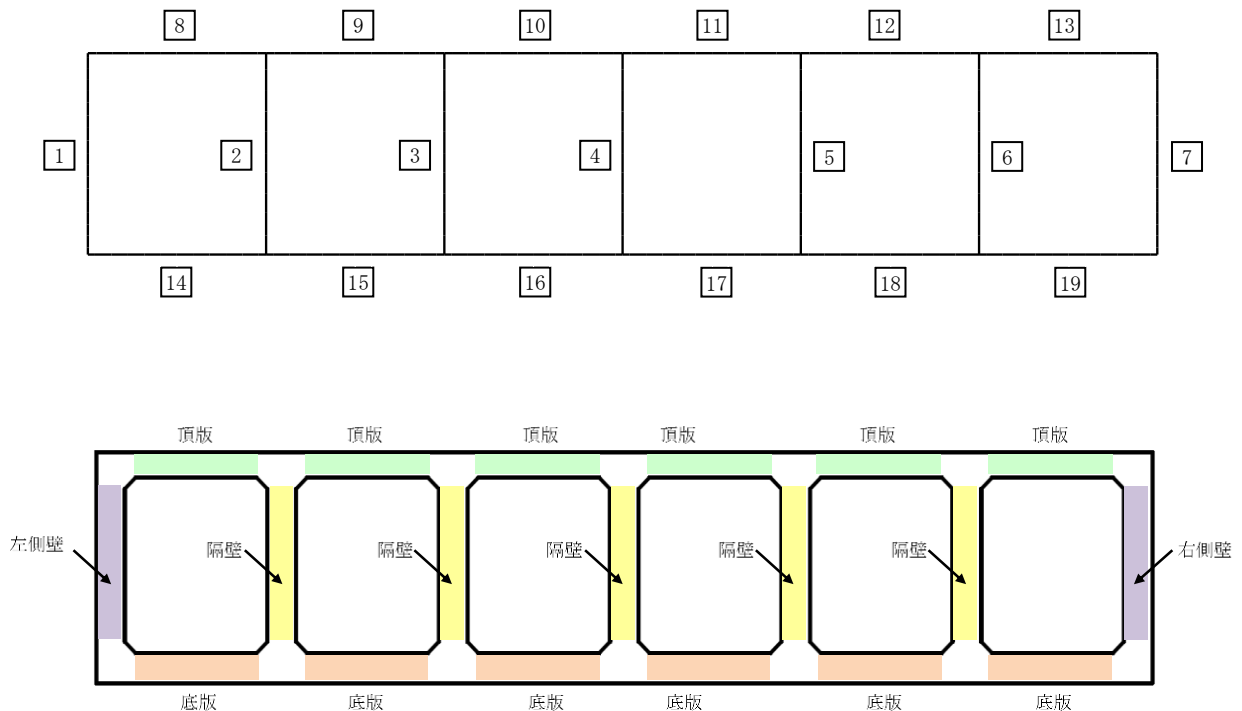 8 9 10 11 12 13
1 2 3 4 5 6 7
14 15 16 17 18 19
頂版 頂版 頂版 頂版 頂版 頂版
左側壁 隔壁 隔壁 隔壁 隔壁 隔壁 右側壁
底版 底版 底版 底版 底版 底版